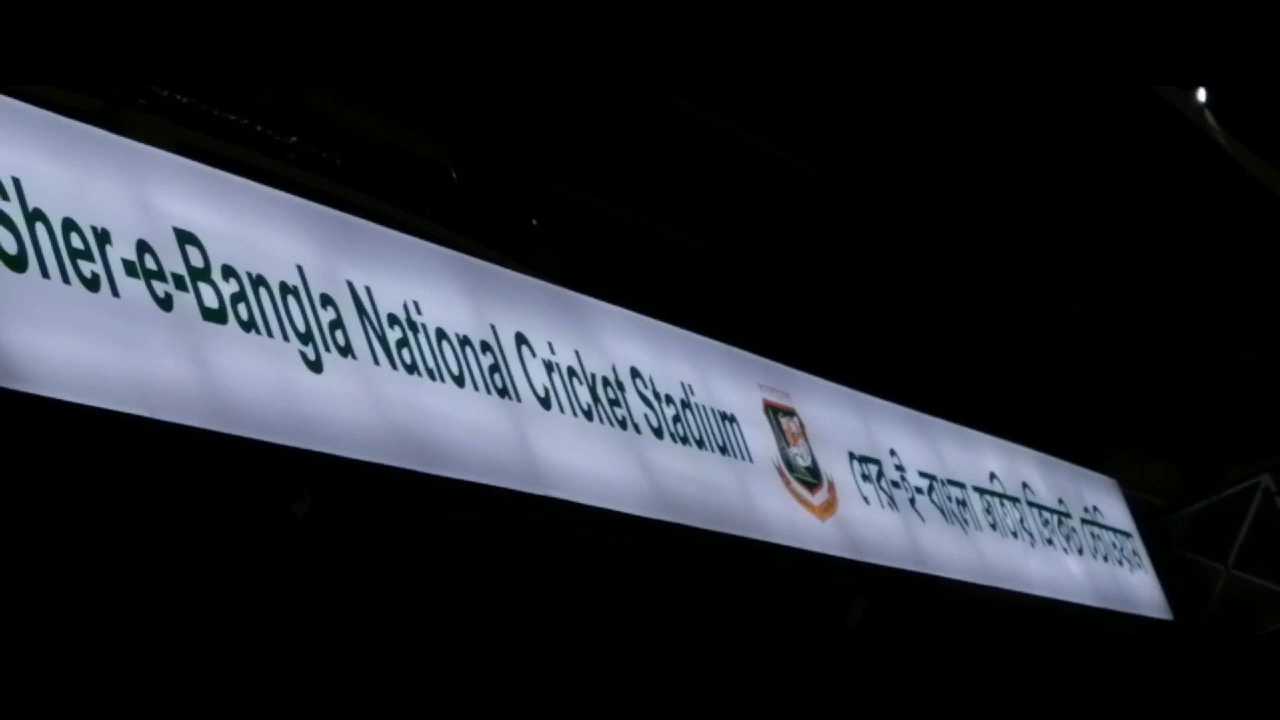 Sher-e-Bangla National Cricket Stadium
শের-ই-বাংলা জাতীয় ক্রিকেট স্টেডিয়াম